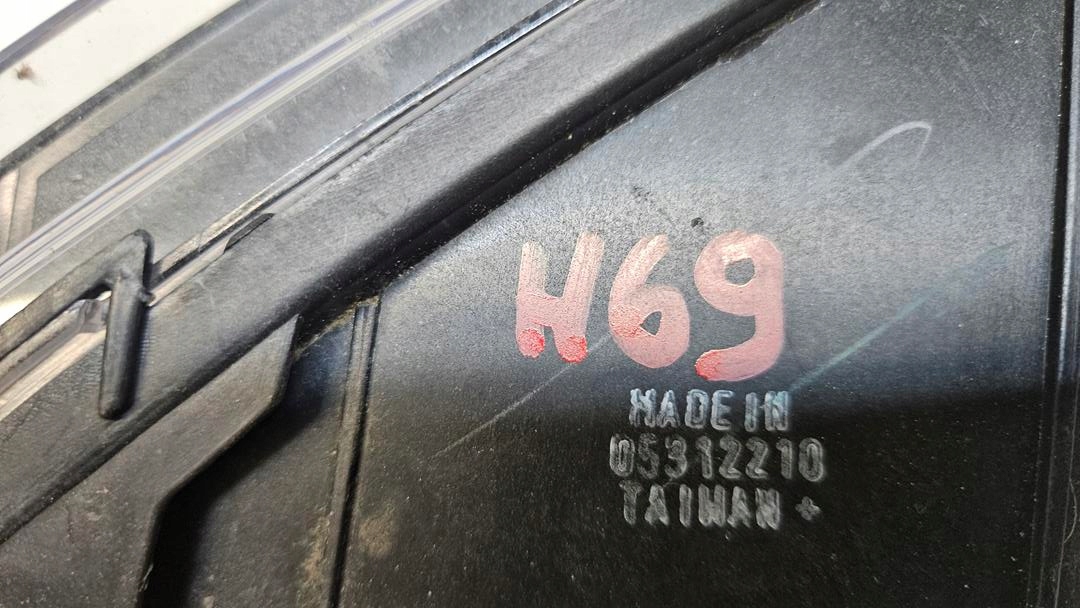 H69
MADE IN
05312210
TAIWAN +